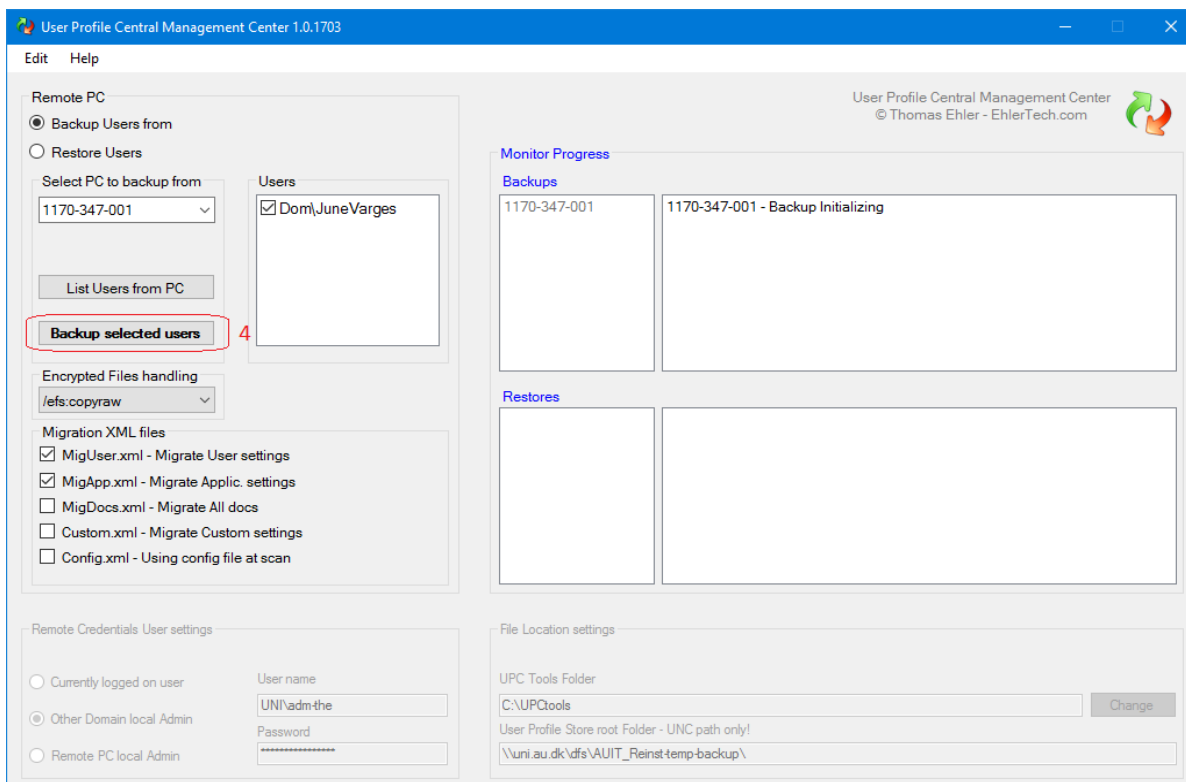 User Profile Central Management Center 1.0.1703
Edit Help
Remote PC
Backup Users from
Restore Users
Select PC to backup from
1170-347-001
List Users from PC
Backup selected users
4
Users
Dom\JuneVarges
Encrypted Files handling
/efs:copyraw
Migration XML files
MigUser.xml - Migrate User settings
MigApp.xml - Migrate Applic. settings
MigDocs.xml - Migrate All docs
Custom.xml - Migrate Custom settings
Config.xml - Using config file at scan
User Profile Central Management Center
© Thomas Ehler - EhlerTech.com
Monitor Progress
Backups
1170-347-001
1170-347-001 - Backup Initializing
Restores
Remote Credentials User settings
Currently logged on user
Other Domain local Admin
Remote PC local Admin
User name
UNI\adm-the
Password
****************
File Location settings
UPC Tools Folder
C:\UPCtools
Change
User Profile Store root Folder - UNC path only!
\\uni.au.dk\dfs\AUIT_Reinst-temp-backup\